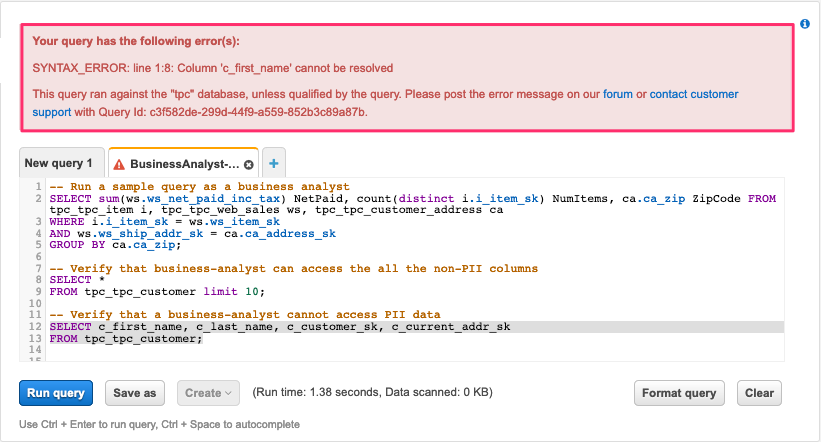 Your query has the following error(s):
SYNTAX_ERROR: line 1:8: Column 'c_first_name' cannot be resolved
This query ran against the "tpc" database, unless qualified by the query. Please post the error message on our forum or contact customer
support with Query Id: c3f582de-299d-44f9-a559-852b3c89a87b.
New query 1
BusinessAnalyst-...
+
1 -- Run a sample query as a business analyst
2 SELECT sum(ws.ws_net_paid_inc_tax) NetPaid, count(distinct i.i_item_sk) NumItems, ca.ca_zip ZipCode FROM
tpc_tpc_item i, tpc_tpc_web_sales ws, tpc_tpc_customer_address ca
3 WHERE i.i_item_sk = ws.ws_item_sk
4 AND ws.ws_ship_addr_sk = ca.ca_address_sk
5 GROUP BY ca.ca_zip;
6
7 -- Verify that business-analyst can access the all the non-PII columns
8 SELECT *
9 FROM tpc_tpc_customer limit 10;
10
11 -- Verify that a business-analyst cannot access PII data
12 SELECT c_first_name, c_last_name, c_customer_sk, c_current_addr_sk
13 FROM tpc_tpc_customer;
14
15
Run query
Save as
Create
(Run time: 1.38 seconds, Data scanned: 0 KB)
Format query
Clear
Use Ctrl + Enter to run query, Ctrl + Space to autocomplete